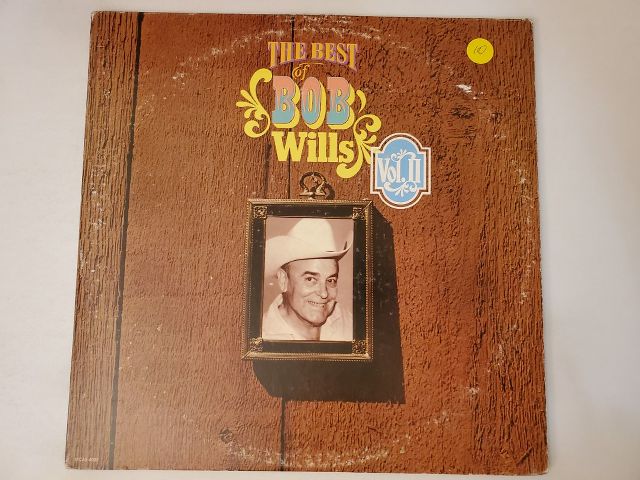 THE BEST
of
BOB
Wills
Vol. II